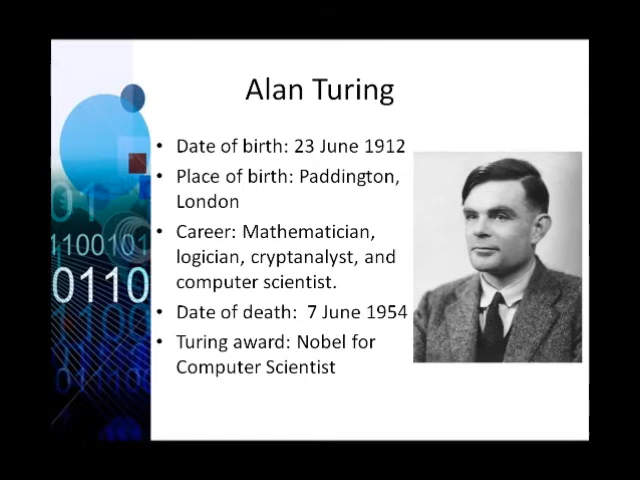 Alan Turing
• Date of birth: 23 June 1912
• Place of birth: Paddington,
London
• Career: Mathematician,
logician, cryptanalyst, and
computer scientist.
• Date of death:  7 June 1954
• Turing award: Nobel for
Computer Scientist
01
1100101
0110